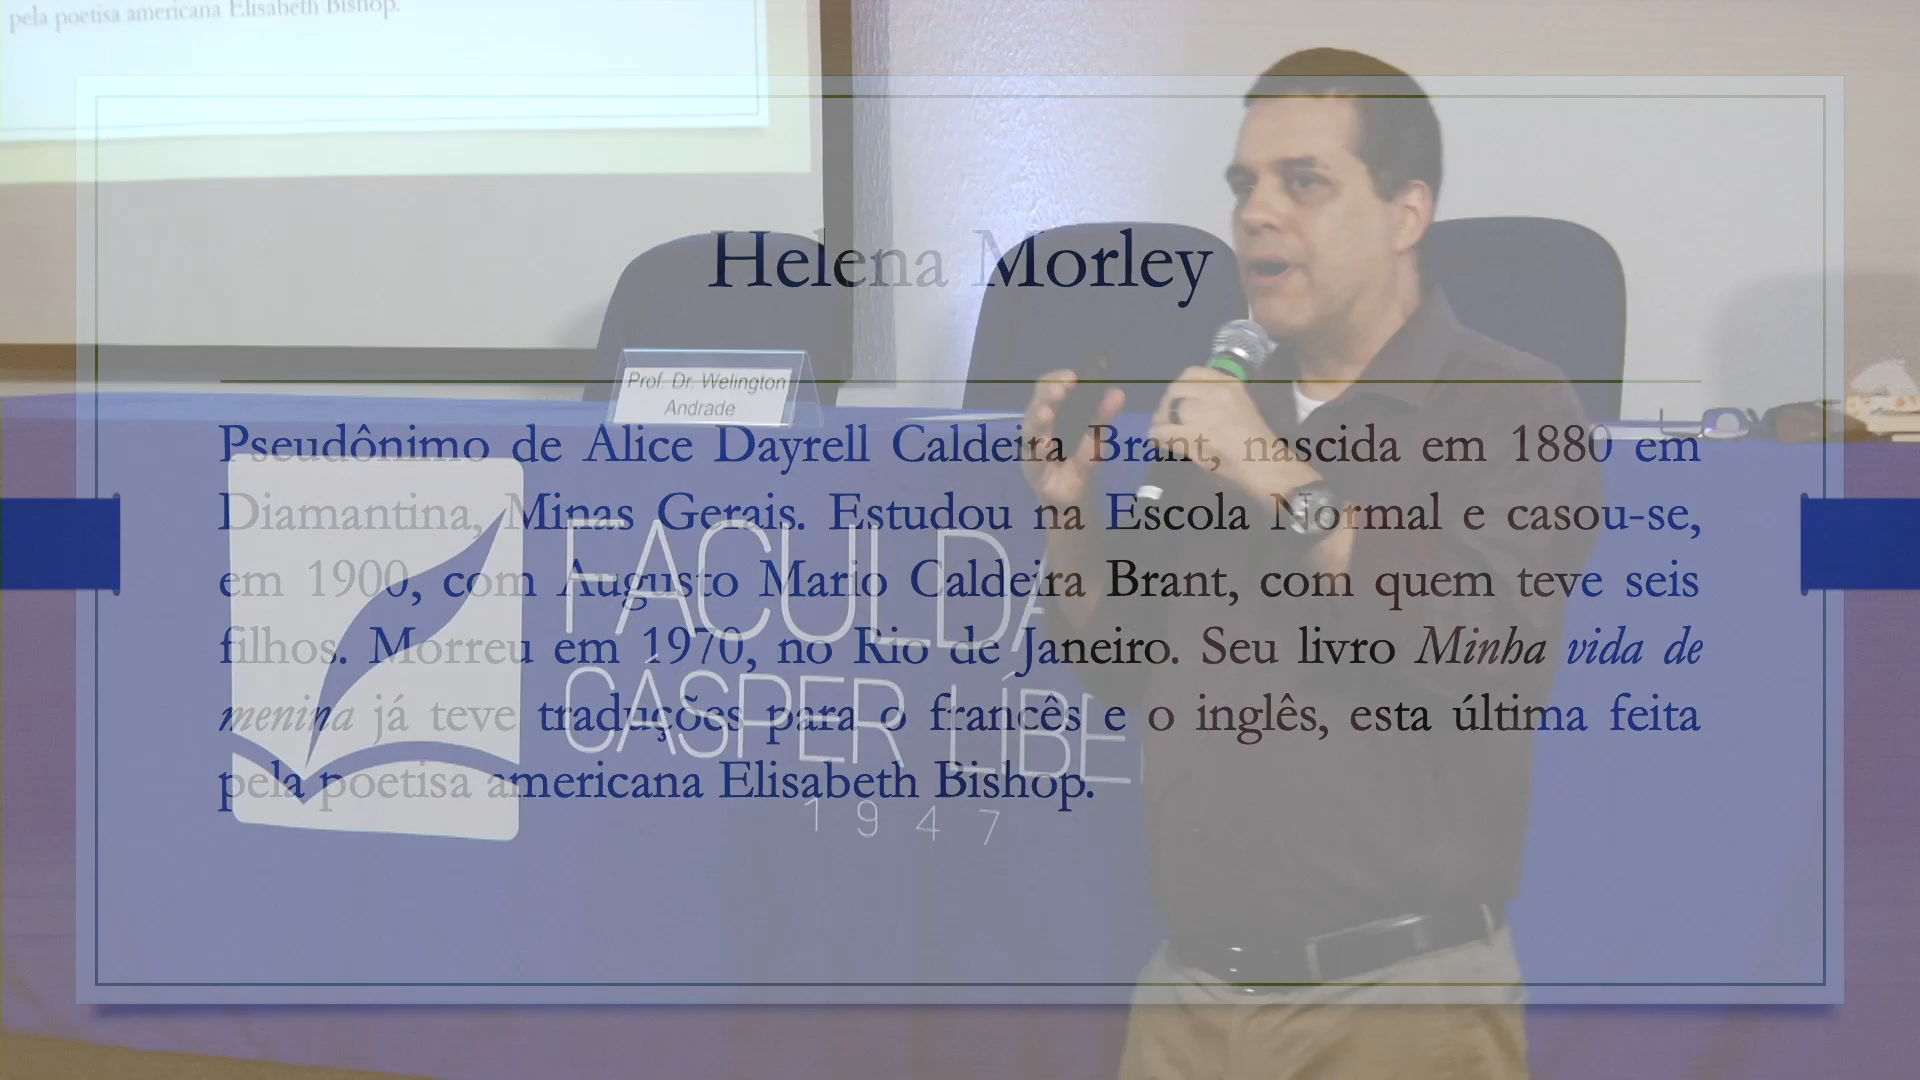 pela poetisa americana Elisabeth Bishop.
Helena Morley
Prof. Dr. Welington
Andrade
Pseudônimo de Alice Dayrell Caldeira Brant, nascida em 1880 em
Diamantina, Minas Gerais. Estudou na Escola Normal e casou-se,
em 1900, com Augusto Mario Caldeira Brant, com quem teve seis
filhos. Morreu em 1970, no Rio de Janeiro. Seu livro Minha vida de
menina já teve traduções para o francês e o inglês, esta última feita
pela poetisa americana Elisabeth Bishop.
FACULDA
CÁSPER LÍBE
1947